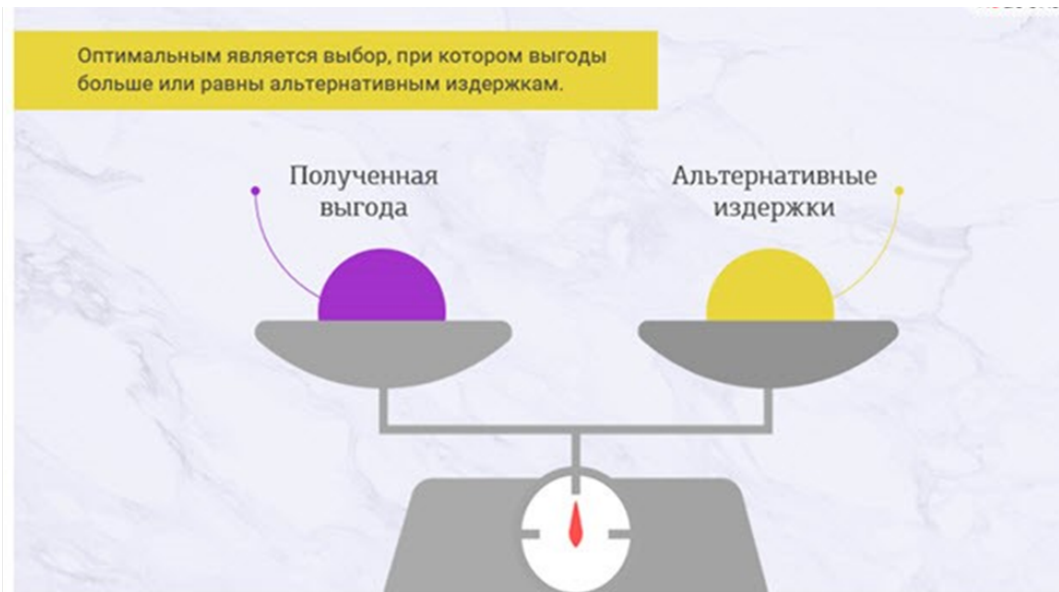 Оптимальным является выбор, при котором выгоды
больше или равны альтернативным издержкам.
Полученная
выгода
Альтернативные
издержки